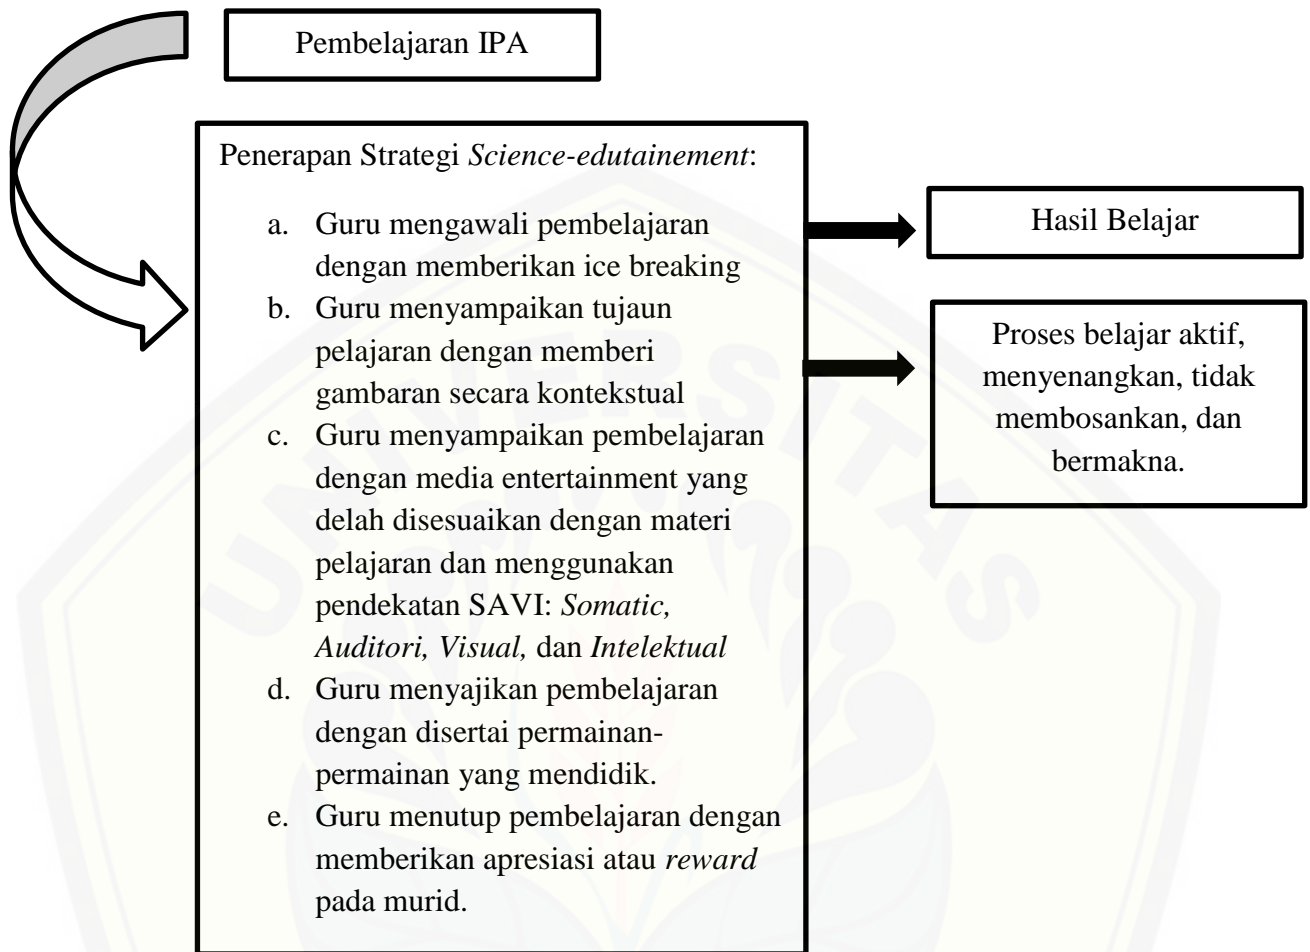 Pembelajaran IPA
Penerapan Strategi Science-edutainement:
a. Guru mengawali pembelajaran
dengan memberikan ice breaking
b. Guru menyampaikan tujaun
pelajaran dengan memberi
gambaran secara kontekstual
c. Guru menyampaikan pembelajaran
dengan media entertainment yang
delah disesuaikan dengan materi
pelajaran dan menggunakan
pendekatan SAVI: Somatic,
Auditori, Visual, dan Intelektual
d. Guru menyajikan pembelajaran
dengan disertai permainan-
permainan yang mendidik.
e. Guru menutup pembelajaran dengan
memberikan apresiasi atau reward
pada murid.
Hasil Belajar
Proses belajar aktif,
menyenangkan, tidak
membosankan, dan
bermakna.
UNIVERSITAS